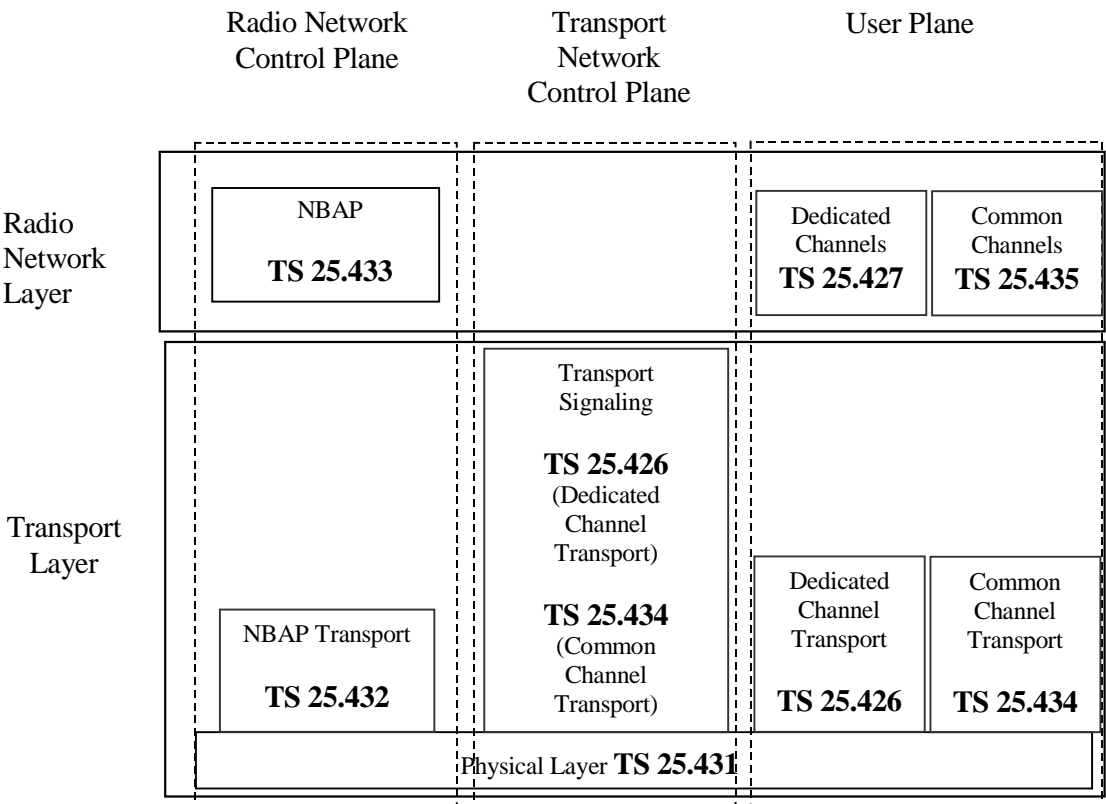 Radio Network
Control Plane
Transport
Network
Control Plane
User Plane
Radio
Network
Layer
NBAP
TS 25.433
Dedicated
Channels
TS 25.427
Common
Channels
TS 25.435
Transport
Layer
NBAP Transport
TS 25.432
Transport
Signaling
TS 25.426
(Dedicated
Channel
Transport)
TS 25.434
(Common
Channel
Transport)
Dedicated
Channel
Transport
TS 25.426
Common
Channel
Transport
TS 25.434
Physical Layer TS 25.431